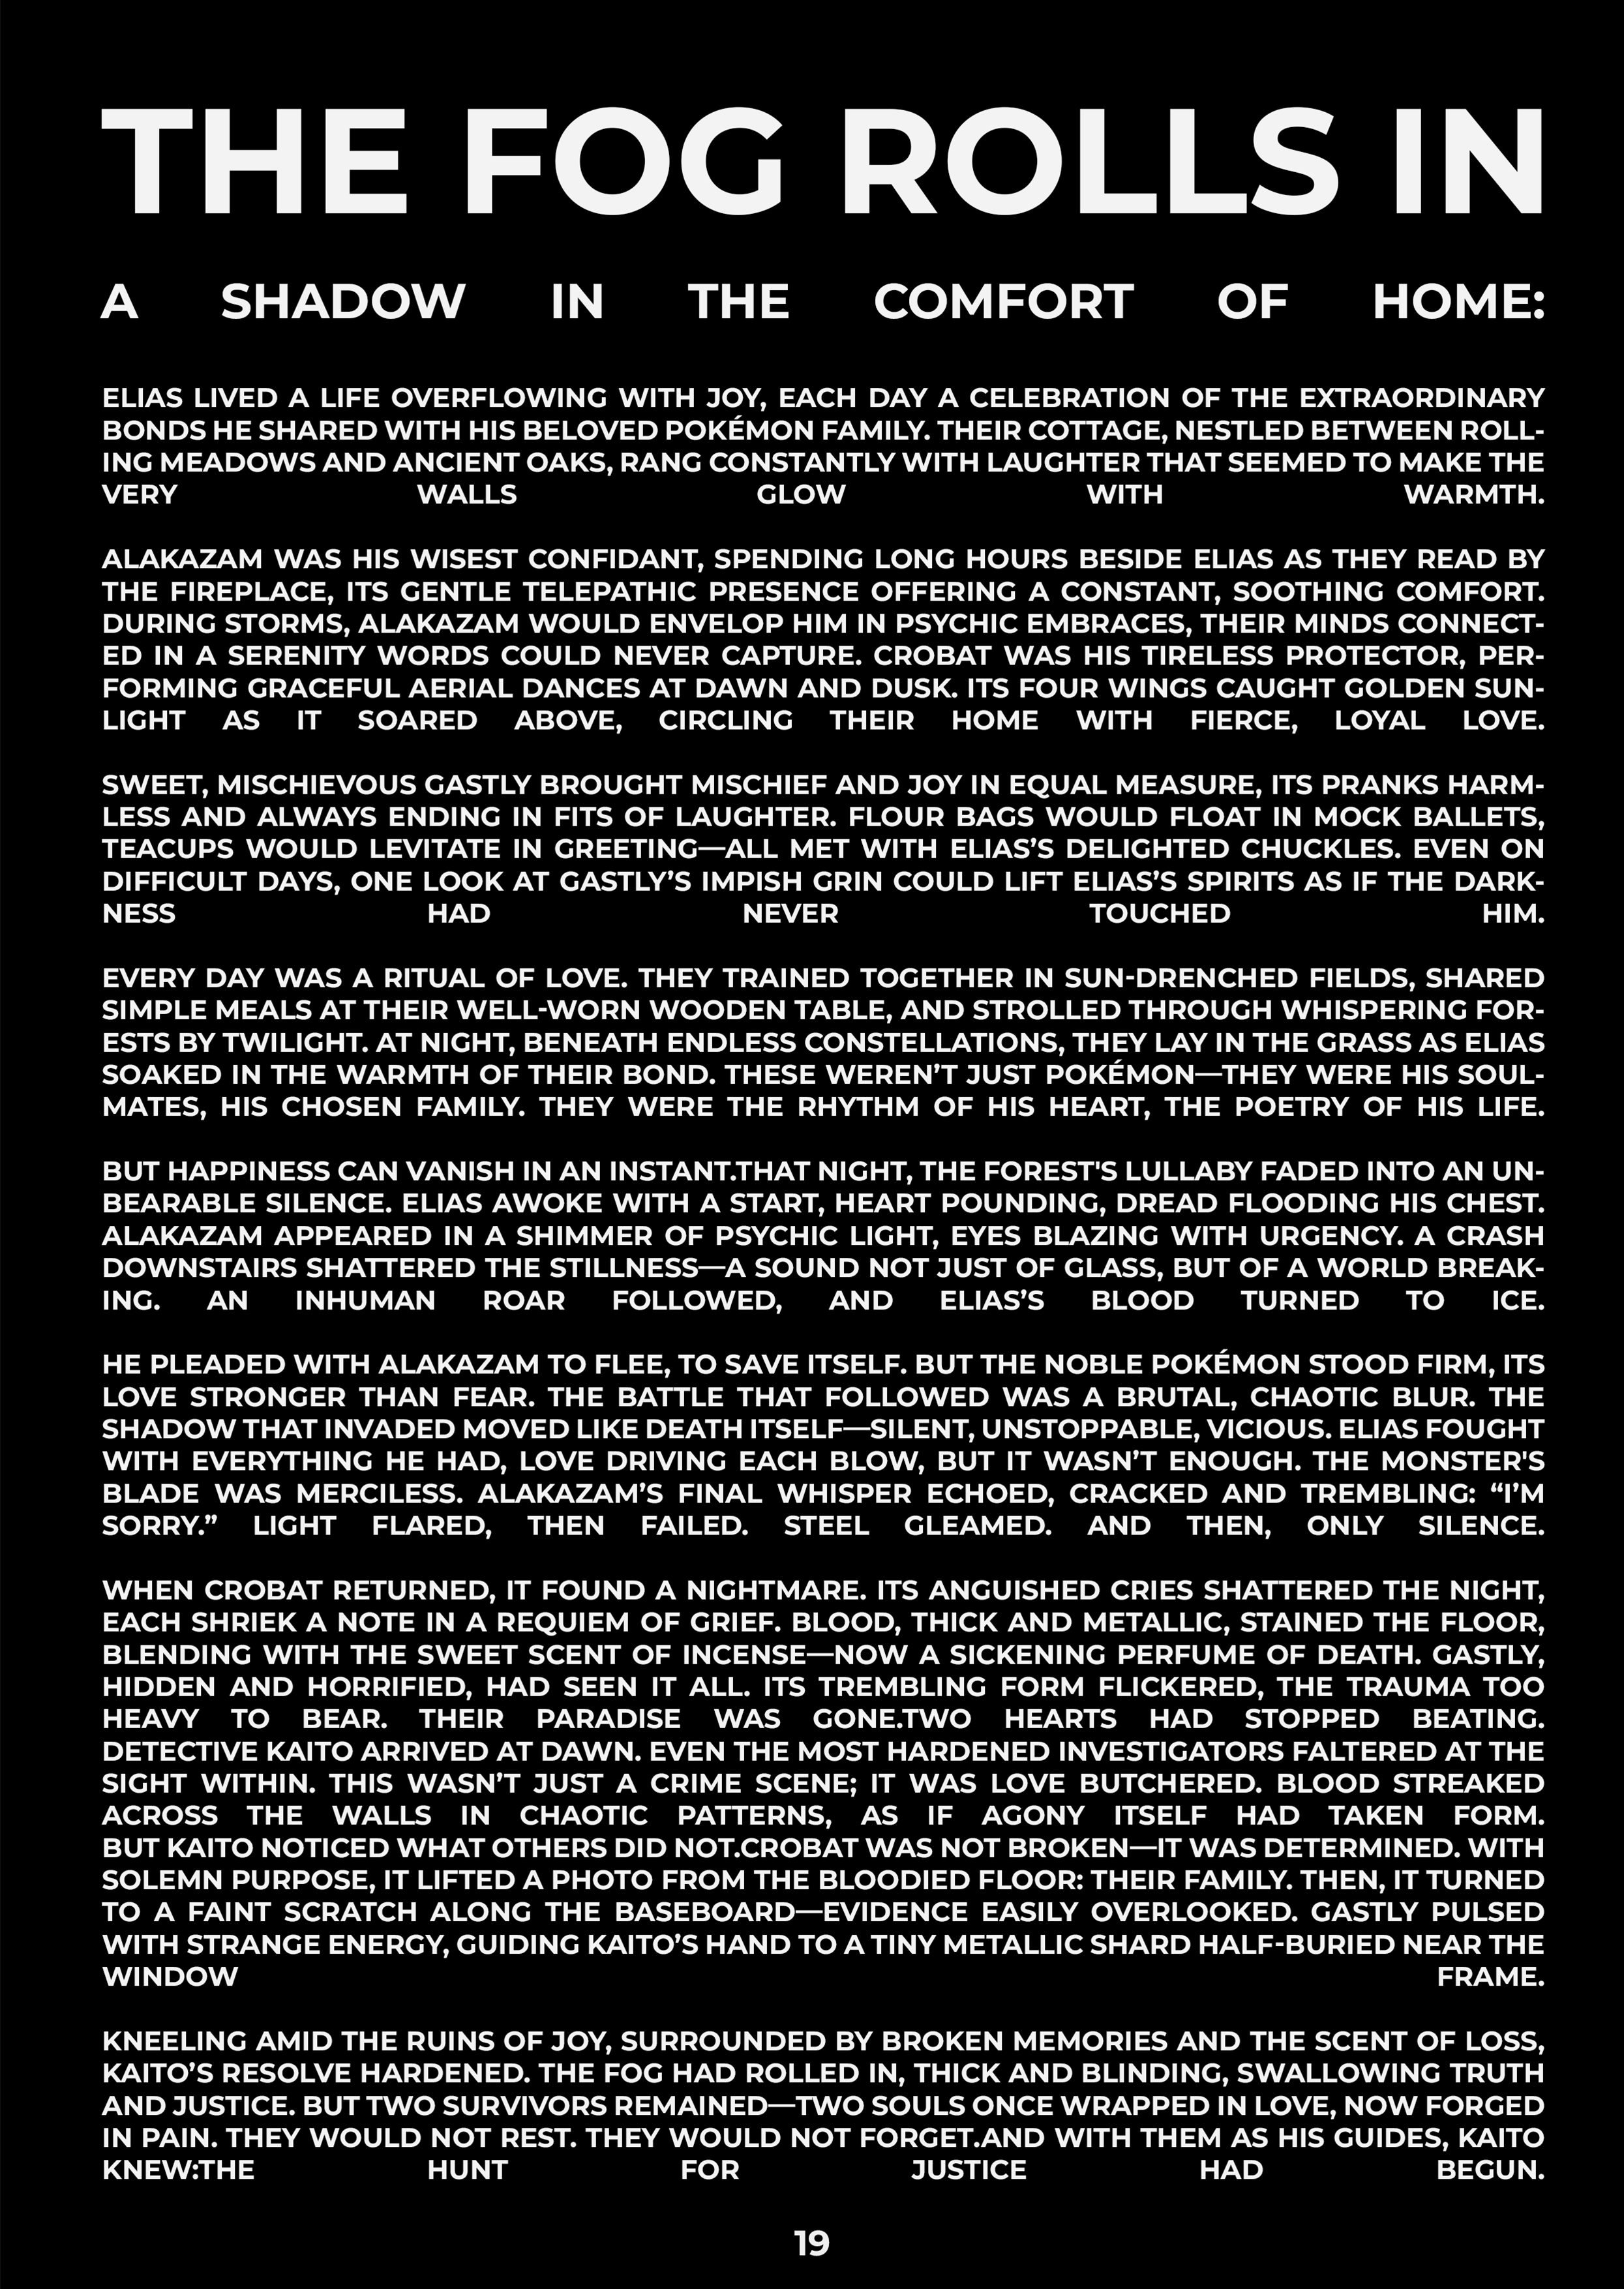 THE FOG ROLLS IN
A SHADOW IN THE COMFORT OF HOME:
ELIAS LIVED A LIFE OVERFLOWING WITH JOY, EACH DAY A CELEBRATION OF THE EXTRAORDINARY
BONDS HE SHARED WITH HIS BELOVED POKÉMON FAMILY. THEIR COTTAGE, NESTLED BETWEEN ROLL-
ING MEADOWS AND ANCIENT OAKS, RANG CONSTANTLY WITH LAUGHTER THAT SEEMED TO MAKE THE
VERY WALLS GLOW WITH WARMTH.
ALAKAZAM WAS HIS WISEST CONFIDANT, SPENDING LONG HOURS BESIDE ELIAS AS THEY READ BY
THE FIREPLACE, ITS GENTLE TELEPATHIC PRESENCE OFFERING A CONSTANT, SOOTHING COMFORT.
DURING STORMS, ALAKAZAM WOULD ENVELOP HIM IN PSYCHIC EMBRACES, THEIR MINDS CONNECT-
ED IN A SERENITY WORDS COULD NEVER CAPTURE. CROBAT WAS HIS TIRELESS PROTECTOR, PER-
FORMING GRACEFUL AERIAL DANCES AT DAWN AND DUSK. ITS FOUR WINGS CAUGHT GOLDEN SUN-
LIGHT AS IT SOARED ABOVE, CIRCLING THEIR HOME WITH FIERCE, LOYAL LOVE.
SWEET, MISCHIEVOUS GASTLY BROUGHT MISCHIEF AND JOY IN EQUAL MEASURE, ITS PRANKS HARM-
LESS AND ALWAYS ENDING IN FITS OF LAUGHTER. FLOUR BAGS WOULD FLOAT IN MOCK BALLETS,
TEACUPS WOULD LEVITATE IN GREETING—ALL MET WITH ELIAS’S DELIGHTED CHUCKLES. EVEN ON
DIFFICULT DAYS, ONE LOOK AT GASTLY’S IMPISH GRIN COULD LIFT ELIAS’S SPIRITS AS IF THE DARK-
NESS HAD NEVER TOUCHED HIM.
EVERY DAY WAS A RITUAL OF LOVE. THEY TRAINED TOGETHER IN SUN-DRENCHED FIELDS, SHARED
SIMPLE MEALS AT THEIR WELL-WORN WOODEN TABLE, AND STROLLED THROUGH WHISPERING FOR-
ESTS BY TWILIGHT. AT NIGHT, BENEATH ENDLESS CONSTELLATIONS, THEY LAY IN THE GRASS AS ELIAS
SOAKED IN THE WARMTH OF THEIR BOND. THESE WEREN’T JUST POKÉMON—THEY WERE HIS SOUL-
MATES, HIS CHOSEN FAMILY. THEY WERE THE RHYTHM OF HIS HEART, THE POETRY OF HIS LIFE.
BUT HAPPINESS CAN VANISH IN AN INSTANT.THAT NIGHT, THE FOREST'S LULLABY FADED INTO AN UN-
BEARABLE SILENCE. ELIAS AWOKE WITH A START, HEART POUNDING, DREAD FLOODING HIS CHEST.
ALAKAZAM APPEARED IN A SHIMMER OF PSYCHIC LIGHT, EYES BLAZING WITH URGENCY. A CRASH
DOWNSTAIRS SHATTERED THE STILLNESS—A SOUND NOT JUST OF GLASS, BUT OF A WORLD BREAK-
ING. AN INHUMAN ROAR FOLLOWED, AND ELIAS’S BLOOD TURNED TO ICE.
HE PLEADED WITH ALAKAZAM TO FLEE, TO SAVE ITSELF. BUT THE NOBLE POKÉMON STOOD FIRM, ITS
LOVE STRONGER THAN FEAR. THE BATTLE THAT FOLLOWED WAS A BRUTAL, CHAOTIC BLUR. THE
SHADOW THAT INVADED MOVED LIKE DEATH ITSELF—SILENT, UNSTOPPABLE, VICIOUS. ELIAS FOUGHT
WITH EVERYTHING HE HAD, LOVE DRIVING EACH BLOW, BUT IT WASN’T ENOUGH. THE MONSTER'S
BLADE WAS MERCILESS. ALAKAZAM’S FINAL WHISPER ECHOED, CRACKED AND TREMBLING: “I’M
SORRY.” LIGHT FLARED, THEN FAILED. STEEL GLEAMED. AND THEN, ONLY SILENCE.
WHEN CROBAT RETURNED, IT FOUND A NIGHTMARE. ITS ANGUISHED CRIES SHATTERED THE NIGHT,
EACH SHRIEK A NOTE IN A REQUIEM OF GRIEF. BLOOD, THICK AND METALLIC, STAINED THE FLOOR,
BLENDING WITH THE SWEET SCENT OF INCENSE—NOW A SICKENING PERFUME OF DEATH. GASTLY,
HIDDEN AND HORRIFIED, HAD SEEN IT ALL. ITS TREMBLING FORM FLICKERED, THE TRAUMA TOO
HEAVY TO BEAR. THEIR PARADISE WAS GONE.TWO HEARTS HAD STOPPED BEATING.
DETECTIVE KAITO ARRIVED AT DAWN. EVEN THE MOST HARDENED INVESTIGATORS FALTERED AT THE
SIGHT WITHIN. THIS WASN’T JUST A CRIME SCENE; IT WAS LOVE BUTCHERED. BLOOD STREAKED
ACROSS THE WALLS IN CHAOTIC PATTERNS, AS IF AGONY ITSELF HAD TAKEN FORM.
BUT KAITO NOTICED WHAT OTHERS DID NOT.CROBAT WAS NOT BROKEN—IT WAS DETERMINED. WITH
SOLEMN PURPOSE, IT LIFTED A PHOTO FROM THE BLOODIED FLOOR: THEIR FAMILY. THEN, IT TURNED
TO A FAINT SCRATCH ALONG THE BASEBOARD—EVIDENCE EASILY OVERLOOKED. GASTLY PULSED
WITH STRANGE ENERGY, GUIDING KAITO’S HAND TO A TINY METALLIC SHARD HALF-BURIED NEAR THE
WINDOW FRAME.
KNEELING AMID THE RUINS OF JOY, SURROUNDED BY BROKEN MEMORIES AND THE SCENT OF LOSS,
KAITO’S RESOLVE HARDENED. THE FOG HAD ROLLED IN, THICK AND BLINDING, SWALLOWING TRUTH
AND JUSTICE. BUT TWO SURVIVORS REMAINED—TWO SOULS ONCE WRAPPED IN LOVE, NOW FORGED
IN PAIN. THEY WOULD NOT REST. THEY WOULD NOT FORGET.AND WITH THEM AS HIS GUIDES, KAITO
KNEW:THE HUNT FOR JUSTICE HAD BEGUN.
19